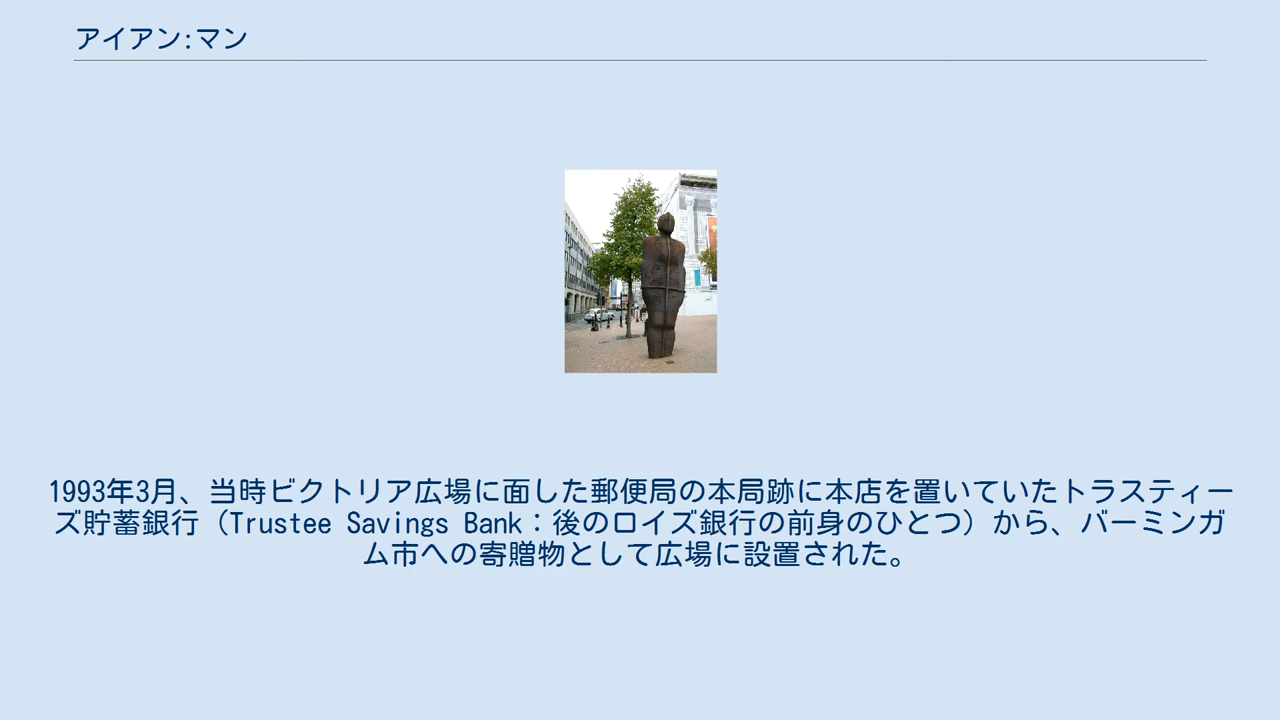 アイアン:マン
1993年3月、当時ビクトリア広場に面した郵便局の本局跡に本店を置いていたトラスティー
ズ貯蓄銀行（Trustee Savings Bank：後のロイズ銀行の前身のひとつ）から、バーミンガ
ム市への寄贈物として広場に設置された。